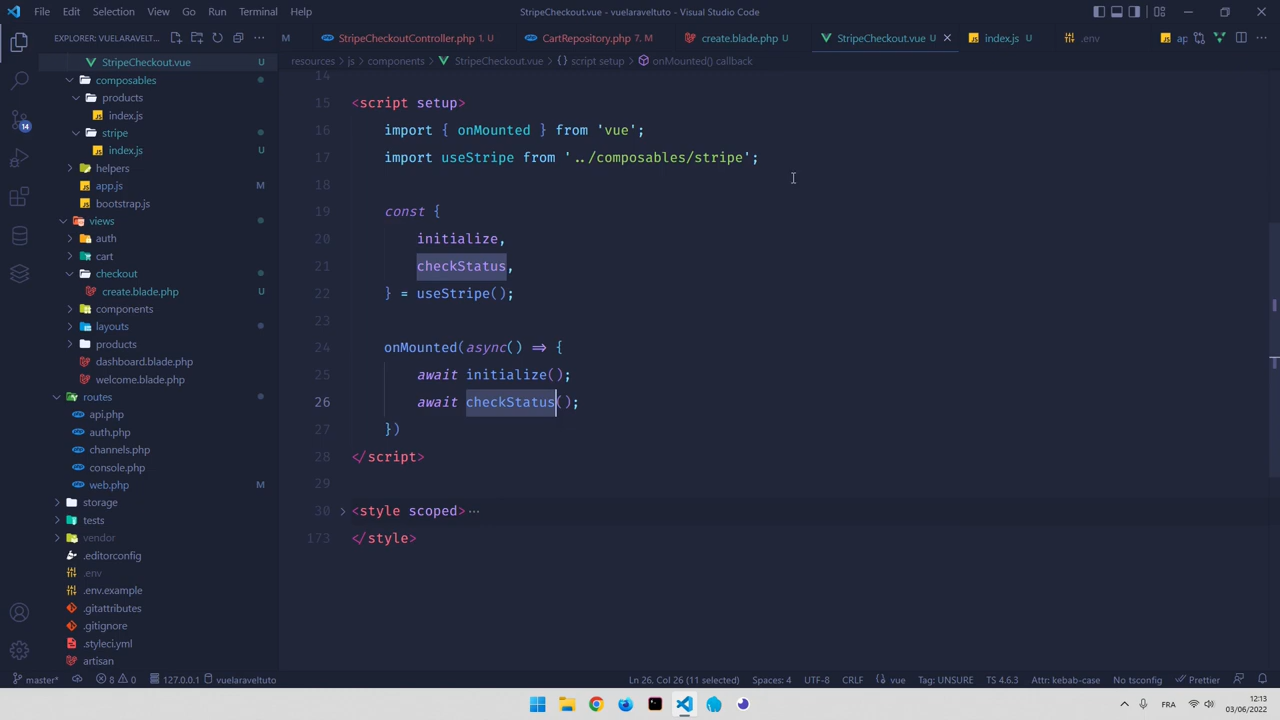 File Edit Selection View Go Run Terminal Help
StripeCheckout.vue - vuelaraveltuto - Visual Studio Code
EXPLORER: VUELARAVELT...
M
StripeCheckoutController.php 1. U
CartRepository.php 7. M
create.blade.php U
StripeCheckout.vue U
index.js U
.env
ap
resources > js > components > StripeCheckout.vue > {} script setup > onMounted() callback
StripeCheckout.vue U
composables
products
index.js
stripe
index.js U
helpers
app.js M
bootstrap.js
views
auth
cart
checkout
create.blade.php U
components
layouts
products
dashboard.blade.php
welcome.blade.php
routes
api.php
auth.php
channels.php
console.php
web.php M
storage
tests
vendor
.editorconfig
.env
.env.example
.gitattributes
.gitignore
.styleci.yml
artisan
14
14
15 <script setup>
16 import { onMounted } from 'vue';
17 import useStripe from '../composables/stripe';
18
19 const {
20 initialize,
21 checkStatus,
22 } = useStripe();
23
24 onMounted(async() => {
25 await initialize();
26 await checkStatus();
27 })
28 </script>
29
30 <style scoped>...
173 </style>
master* 8 0 127.0.0.1 vuelaraveltuto
Ln 26, Col 26 (11 selected) Spaces: 4 UTF-8 CRLF {} vue Tag: UNSURE TS 4.6.3 Attr: kebab-case No tsconfig Prettier
FRA
12:13
03/06/2022